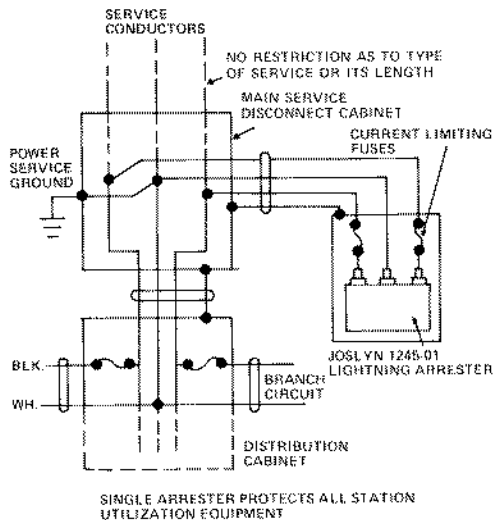 SERVICE
CONDUCTORS
NO RESTRICTION AS TO TYPE
OF SERVICE OR ITS LENGTH
MAIN SERVICE
DISCONNECT CABINET
CURRENT LIMITING
FUSES
POWER
SERVICE
GROUND
JOSLYN 1245-01
LIGHTNING ARRESTER
BLK.
BRANCH
CIRCUIT
WH.
DISTRIBUTION
CABINET
SINGLE ARRESTER PROTECTS ALL STATION
UTILIZATION EQUIPMENT